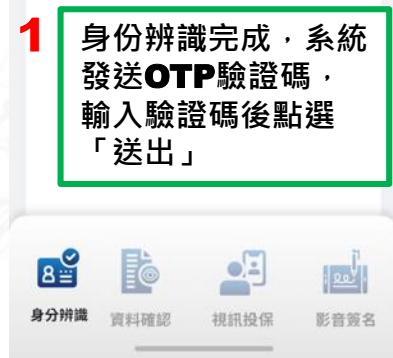 1
身份辨識完成，系統
發送OTP驗證碼，
輸入驗證碼後點選
「送出」
身分辨識 資料確認 視訊投保 影音簽名